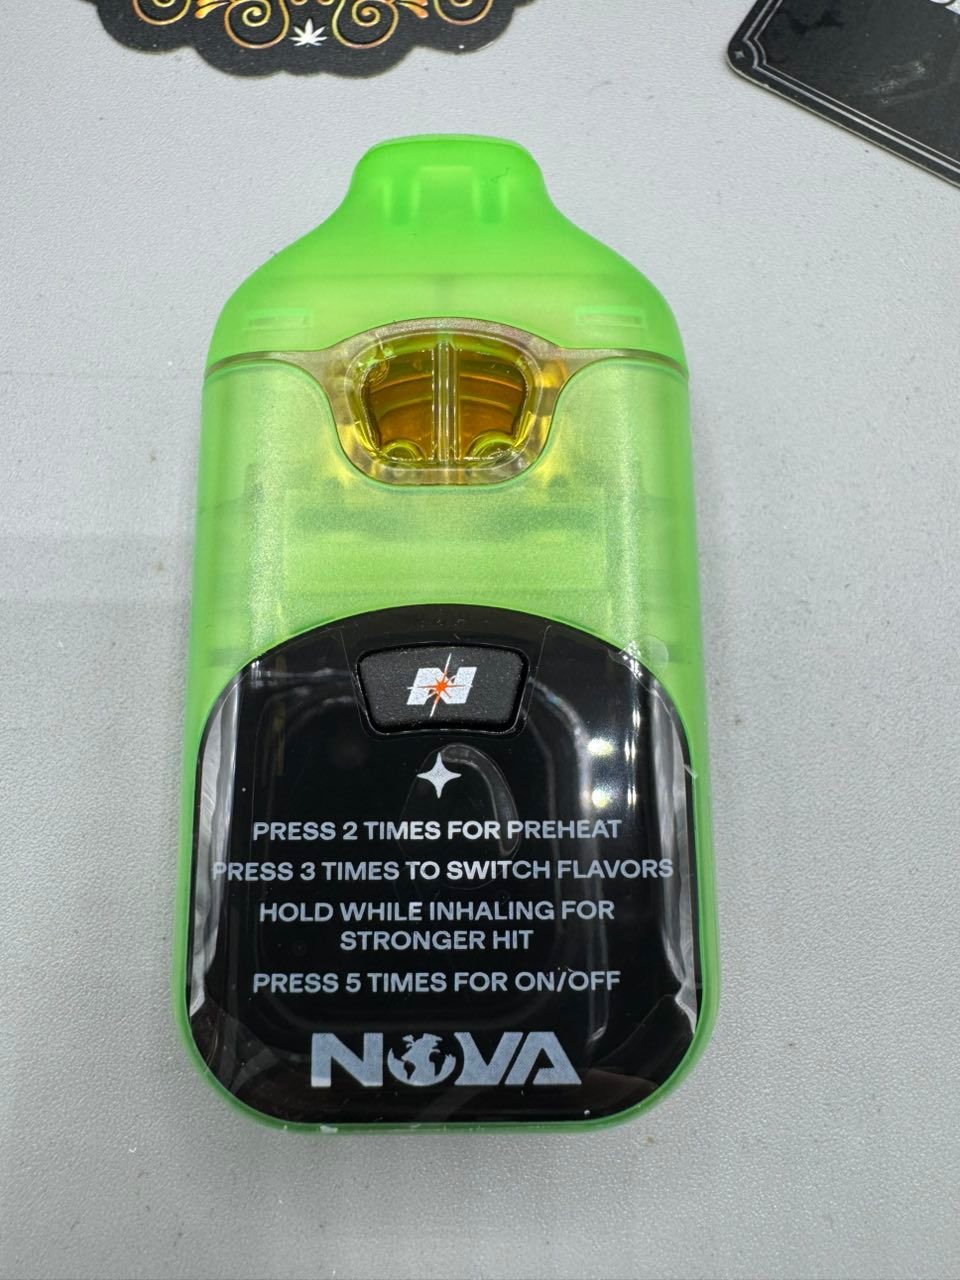 N
PRESS 2 TIMES FOR PREHEAT
PRESS 3 TIMES TO SWITCH FLAVORS
HOLD WHILE INHALING FOR
STRONGER HIT
PRESS 5 TIMES FOR ON/OFF
NOVA